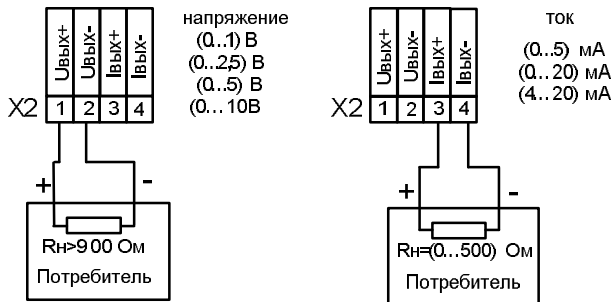 Uвых+
Uвых-
Iвых+
Iвых-
X2
1
2
3
4
напряжение
(0...1) В
(0...2,5) В
(0...5) В
(0... 10В
+
-
Rн>900 Ом
Потребитель
Uвых+
Uвых-
Iвых+
Iвых-
X2
1
2
3
4
ток
(0...5) мА
(0...20) мА
(4...20) мА
+
-
Rн=(0...500) Ом
Потребитель